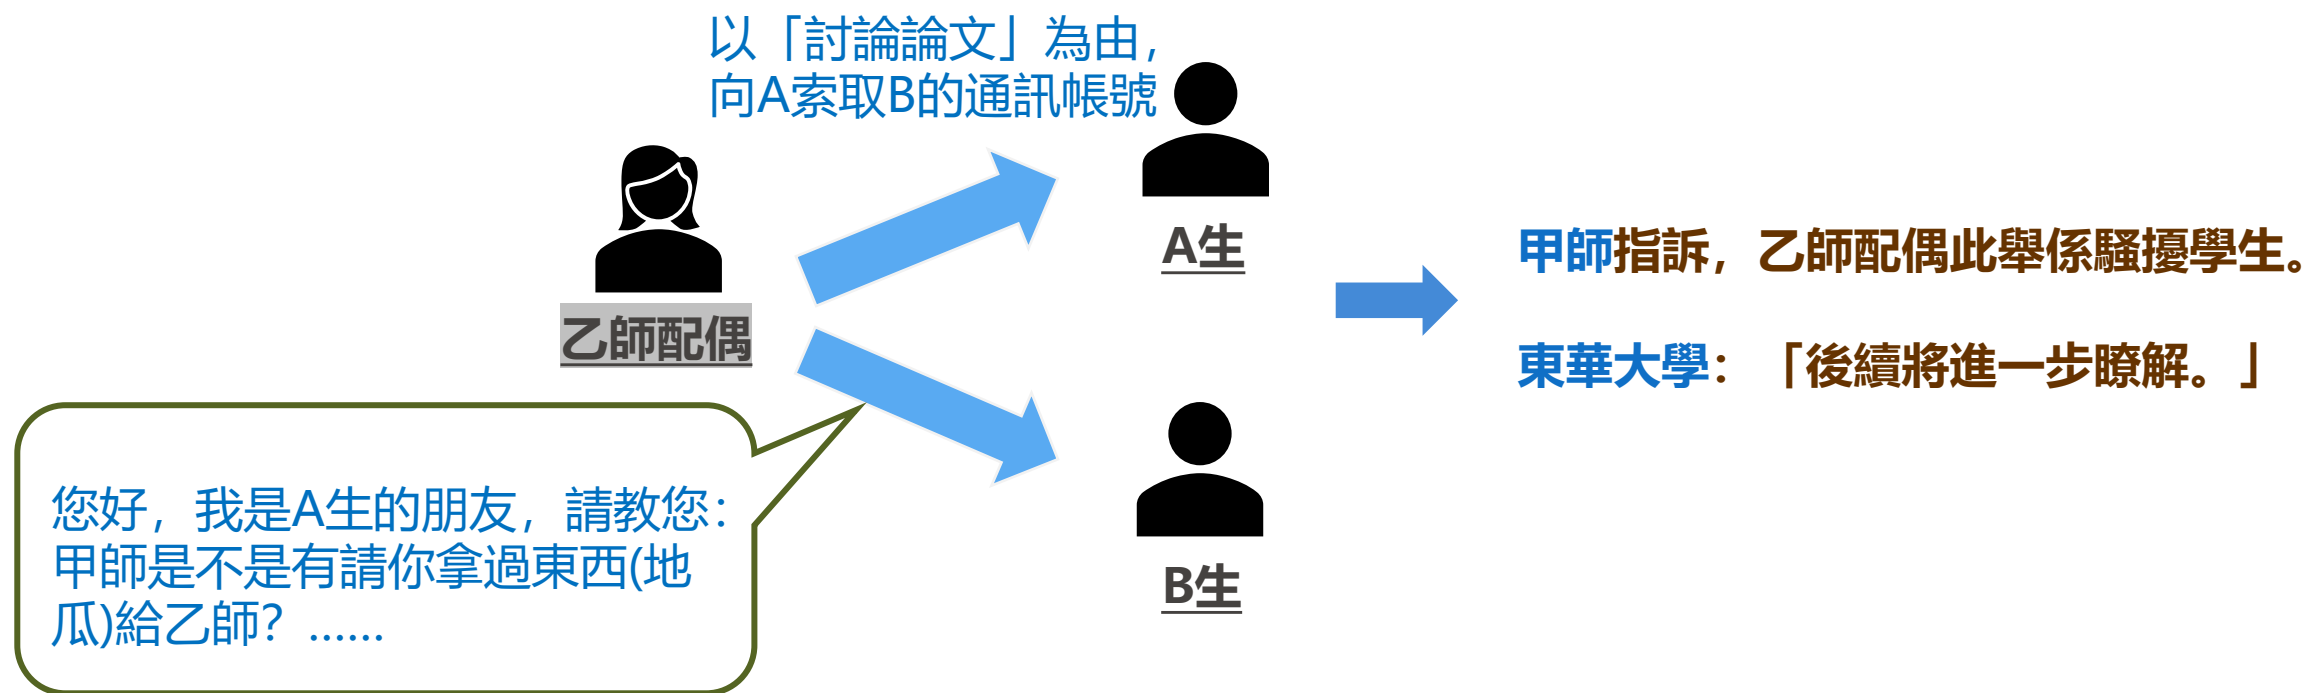 以「討論論文」為由，
向A索取B的通訊帳號
A生
乙師配偶
您好，我是A生的朋友，請教您：
甲師是不是有請你拿過東西(地
瓜)給乙師？……
B生
甲師指訴，乙師配偶此舉係騷擾學生。
東華大學：「後續將進一步瞭解。」